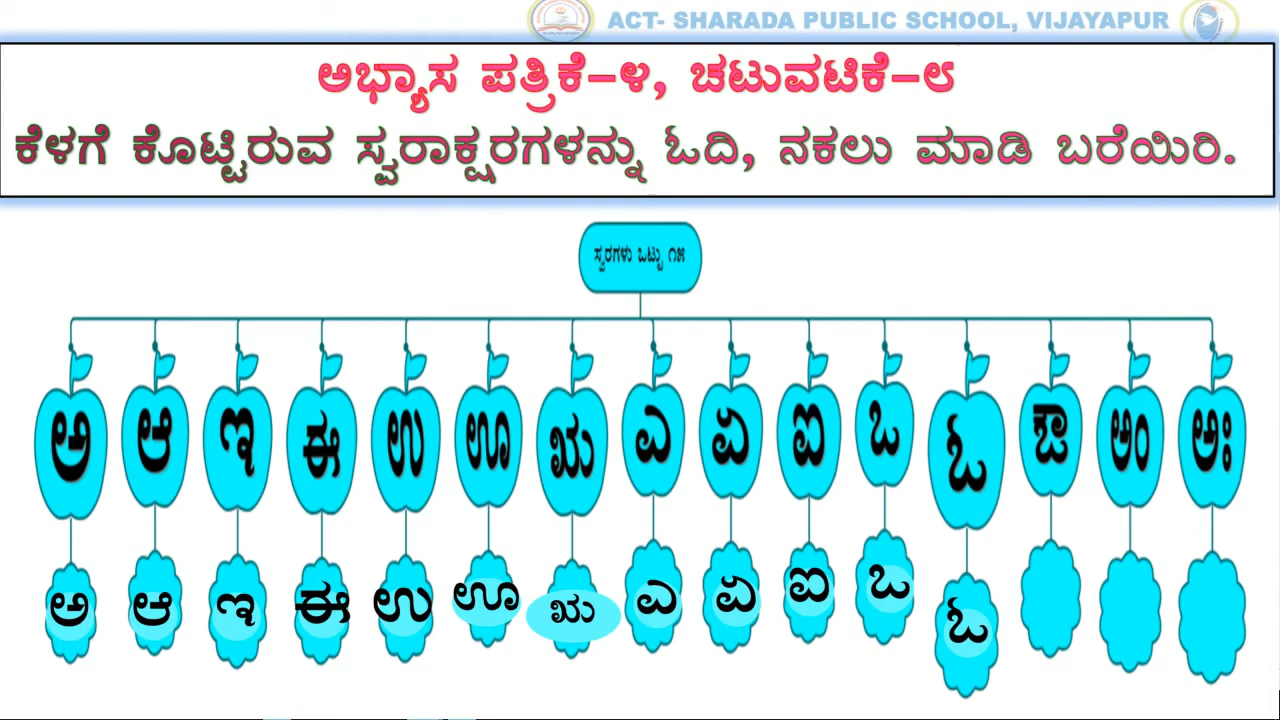 ACT- SHARADA PUBLIC SCHOOL, VIJAYAPUR
ಅಭ್ಯಾಸ ಪತ್ರಿಕೆ-೪, ಚಟುವಟಿಕೆ-೮
ಕೆಳಗೆ ಕೊಟ್ಟಿರುವ ಸ್ವರಾಕ್ಷರಗಳನ್ನು ಓದಿ, ನಕಲು ಮಾಡಿ ಬರೆಯಿರಿ.
ಸ್ವರಗಳು ಒಟ್ಟು ೧೫
ಅ ಆ ಇ ಈ ಉ ಊ ಋ ಎ ಏ ಐ ಒ ಓ ಔ ಅಂ ಅಃ
ಅ ಆ ಇ ಈ ಉ ಊ ಋ ಎ ಏ ಐ ಒ ಓ